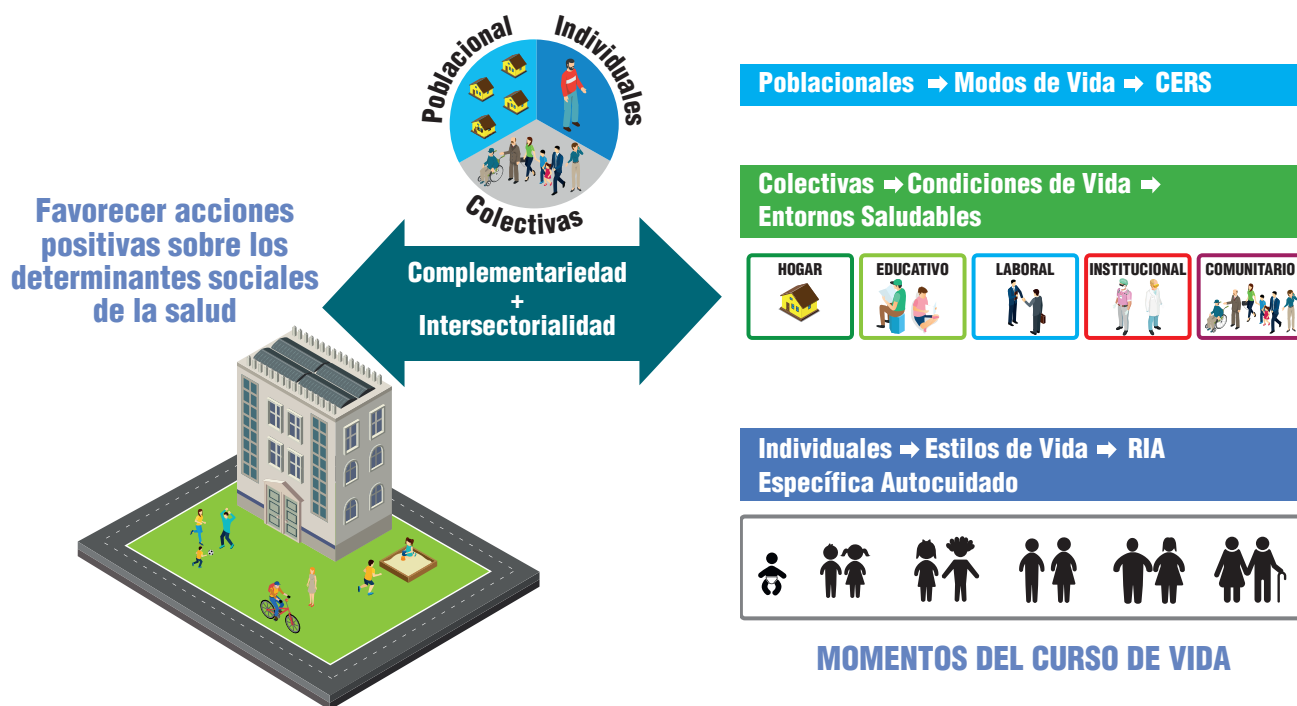 Poblacional
Individuales
Colectivas
Favorecer acciones
positivas sobre los
determinantes sociales
de la salud
Complementariedad
+
Intersectorialidad
Poblacionales ➡ Modos de Vida ➡ CERS
Colectivas ➡ Condiciones de Vida ➡
Entornos Saludables
HOGAR
EDUCATIVO
LABORAL
INSTITUCIONAL
COMUNITARIO
Individuales ➡ Estilos de Vida ➡ RIA
Específica Autocuidado
MOMENTOS DEL CURSO DE VIDA